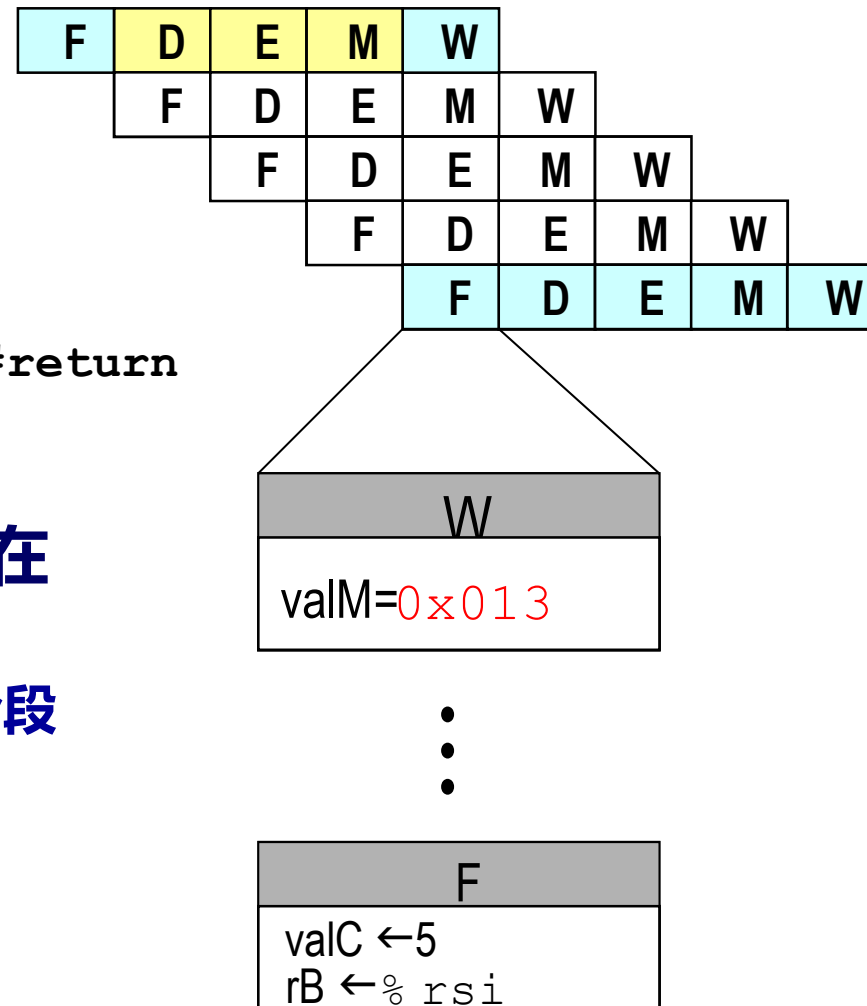 F D E M W
F D E M W
F D E M W
F D E M W
F D E M W
#return
在
段
W
valM=0x013
F
valC ←5
rB ←% rsi